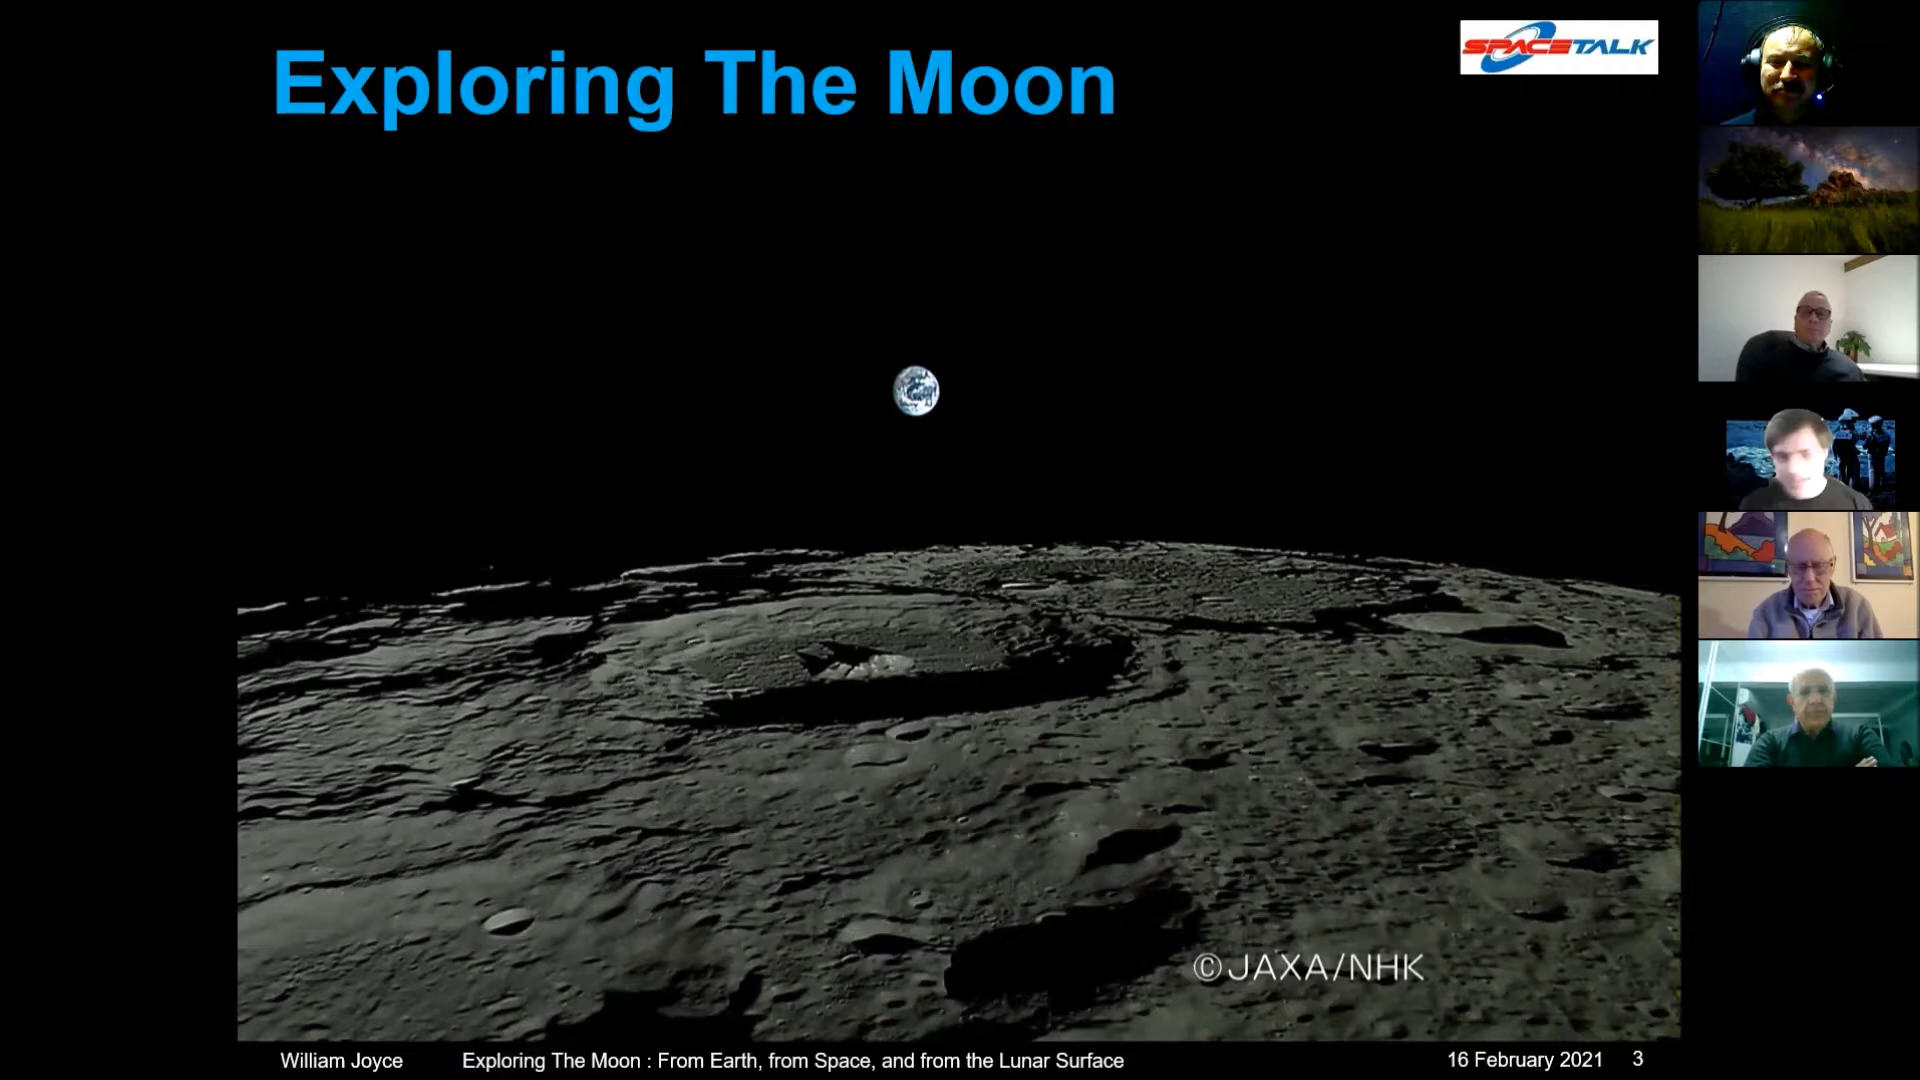 Exploring The Moon
SPACETALK
©JAXA/NHK
William Joyce
Exploring The Moon : From Earth, from Space, and from the Lunar Surface
16 February 2021
3